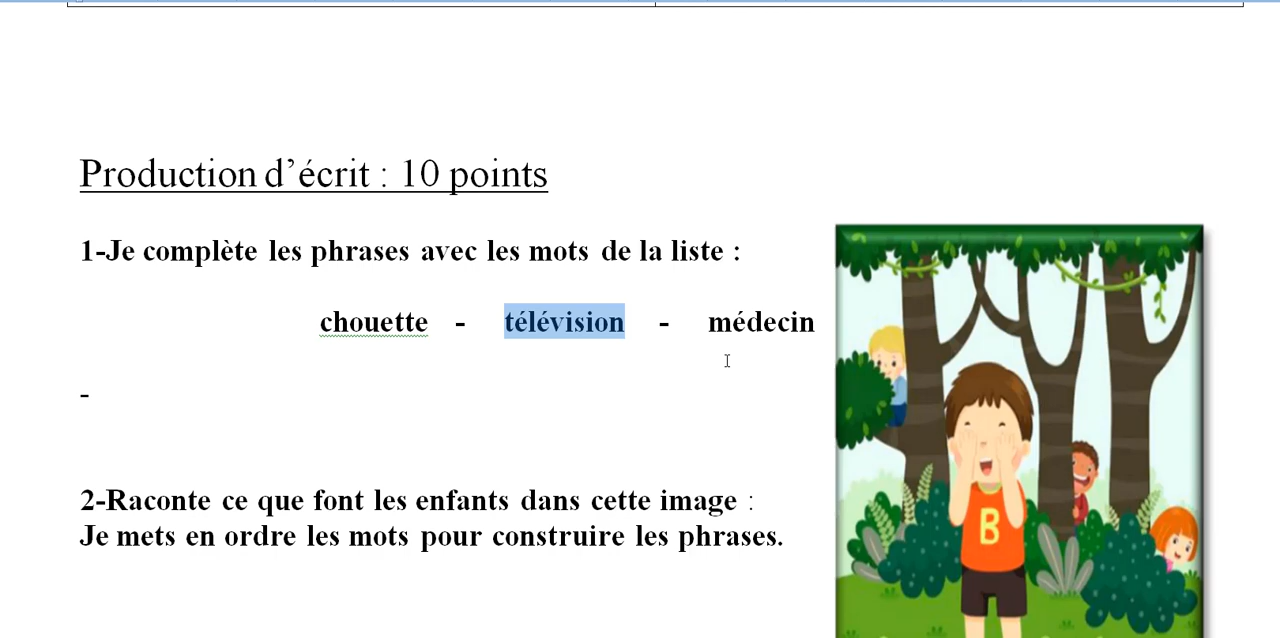 Production d’écrit : 10 points
1-Je complète les phrases avec les mots de la liste :
chouette - télévision - médecin
-
2-Raconte ce que font les enfants dans cette image :
Je mets en ordre les mots pour construire les phrases.
B